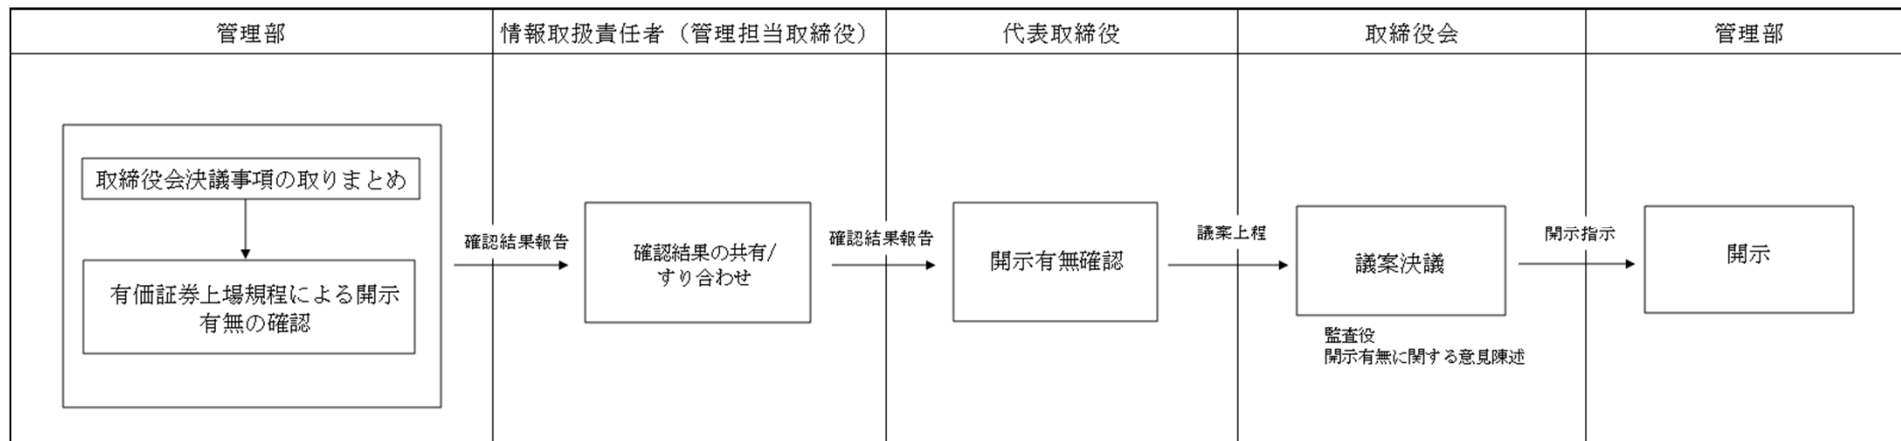 管理部
情報取扱責任者（管理担当取締役）
代表取締役
取締役会
管理部
取締役会決議事項の取りまとめ
有価証券上場規程による開示
有無の確認
確認結果報告
確認結果の共有/
すり合わせ
確認結果報告
開示有無確認
議案上程
議案決議
監査役
開示有無に関する意見陳述
開示指示
開示